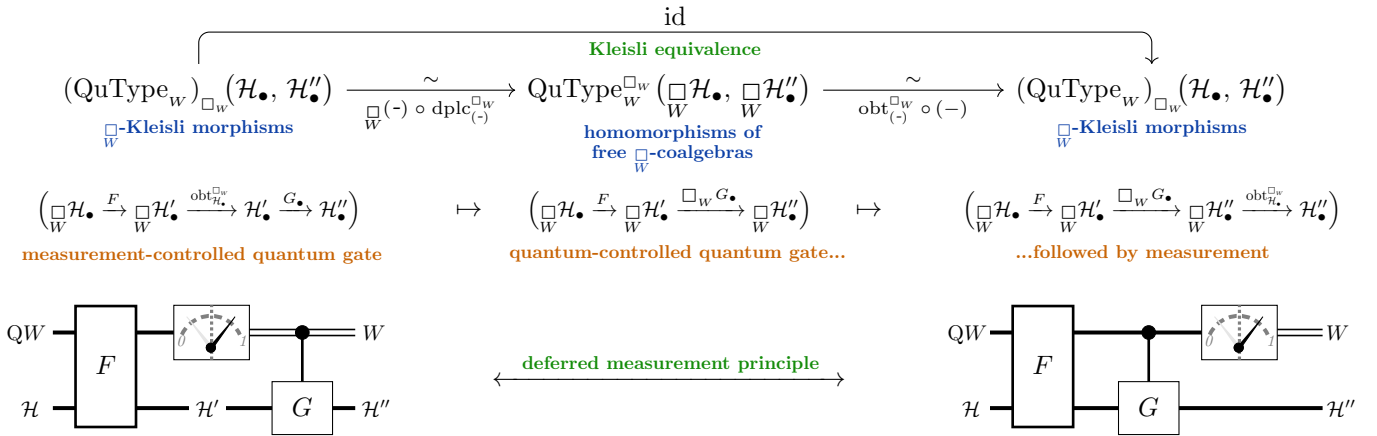 id
Kleisli equivalence
(QuType_W)_{□_W}(ℋ_•, ℋ''_•) ∼ QuType_W^{□_W}(□_W ℋ_•, □_W ℋ''_•) ∼ (QuType_W)_{□_W}(ℋ_•, ℋ''_•)
□_W(-) ∘ dplc_{(-)}^{□_W} obt_{(-)}^{□_W} ∘ (−)
□_W-Kleisli morphisms homomorphisms of □_W-Kleisli morphisms
free □_W-coalgebras
(□_W ℋ_• –F→ □_W ℋ'_• –obt_{ℋ_•}^{□_W}→ ℋ'_• –G_•→ ℋ''_•) ↦ (□_W ℋ_• –F→ □_W ℋ'_• –□_W G_•→ □_W ℋ''_•) ↦ (□_W ℋ_• –F→ □_W ℋ'_• –□_W G_•→ □_W ℋ''_• –obt_{ℋ_•}^{□_W}→ ℋ''_•)
measurement-controlled quantum gate quantum-controlled quantum gate... ...followed by measurement
QW F 0 1 W QW F 0 1 W
deferred measurement principle
ℋ ℋ' G ℋ'' ℋ G ℋ''